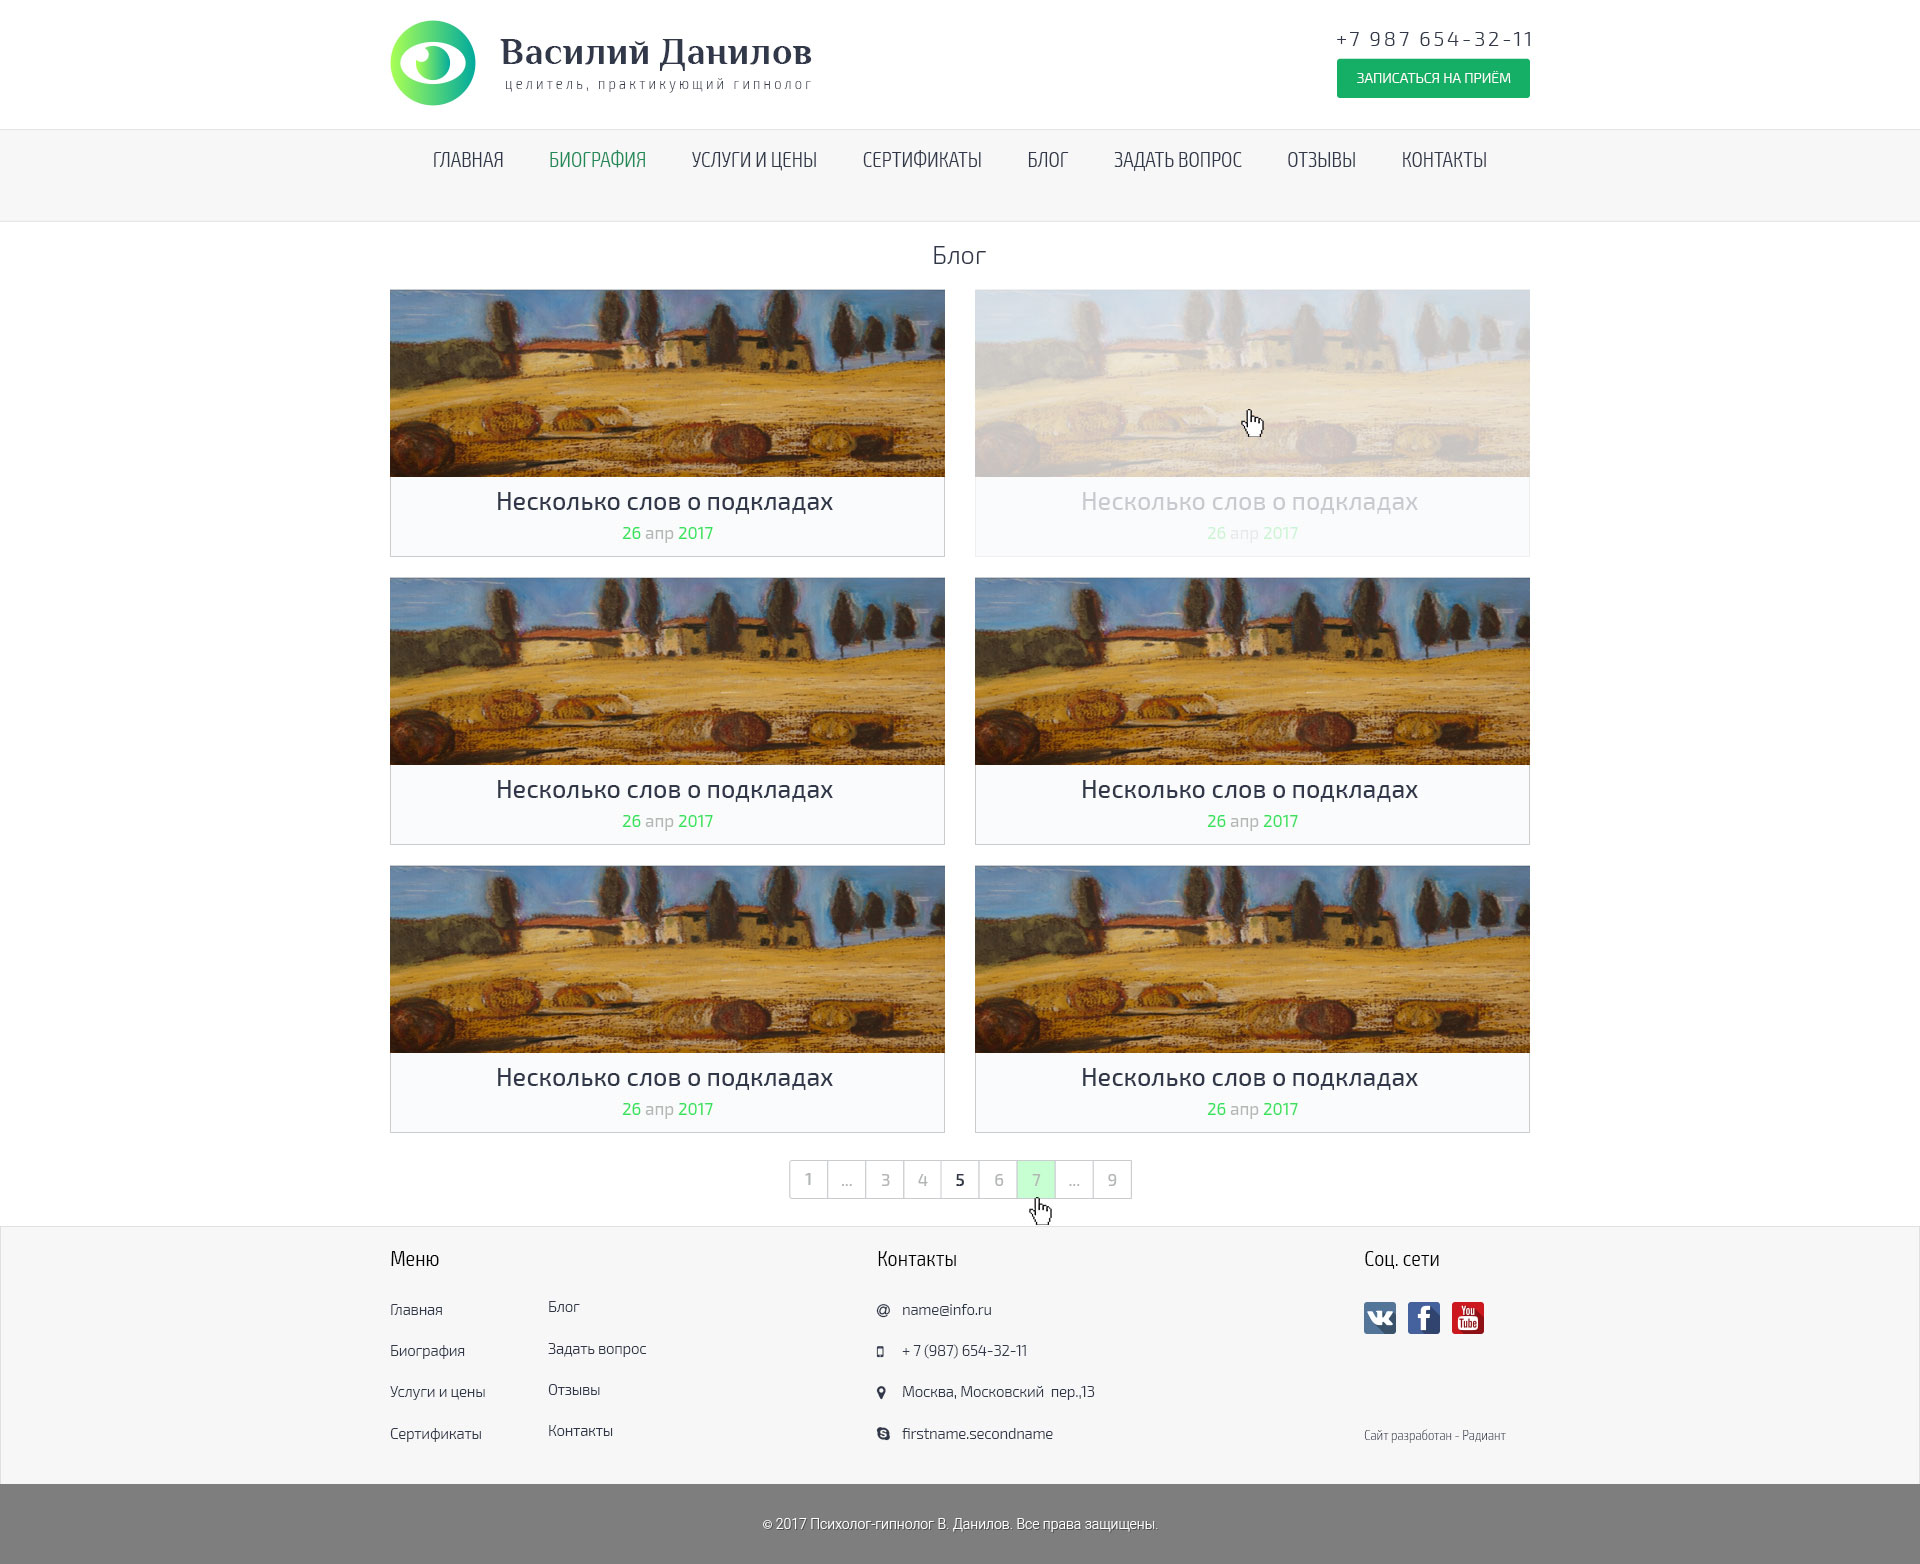 Василий Данилов
целитель, практикующий гипнолог
+7 987 654-32-11
ЗАПИСАТЬСЯ НА ПРИЁМ
ГЛАВНАЯ БИОГРАФИЯ УСЛУГИ И ЦЕНЫ СЕРТИФИКАТЫ БЛОГ ЗАДАТЬ ВОПРОС ОТЗЫВЫ КОНТАКТЫ
Блог
Несколько слов о подкладах
26 апр 2017
Несколько слов о подкладах
26 апр 2017
Несколько слов о подкладах
26 апр 2017
Несколько слов о подкладах
26 апр 2017
Несколько слов о подкладах
26 апр 2017
Несколько слов о подкладах
26 апр 2017
1 ... 3 4 5 6 7 ... 9
Меню
Главная
Биография
Услуги и цены
Сертификаты
Блог
Задать вопрос
Отзывы
Контакты
Контакты
name@info.ru
+ 7 (987) 654-32-11
Москва, Московский пер.,13
firstname.secondname
Соц. сети
You Tube
Сайт разработан - Радиант
© 2017 Психолог-гипнолог В. Данилов. Все права защищены.